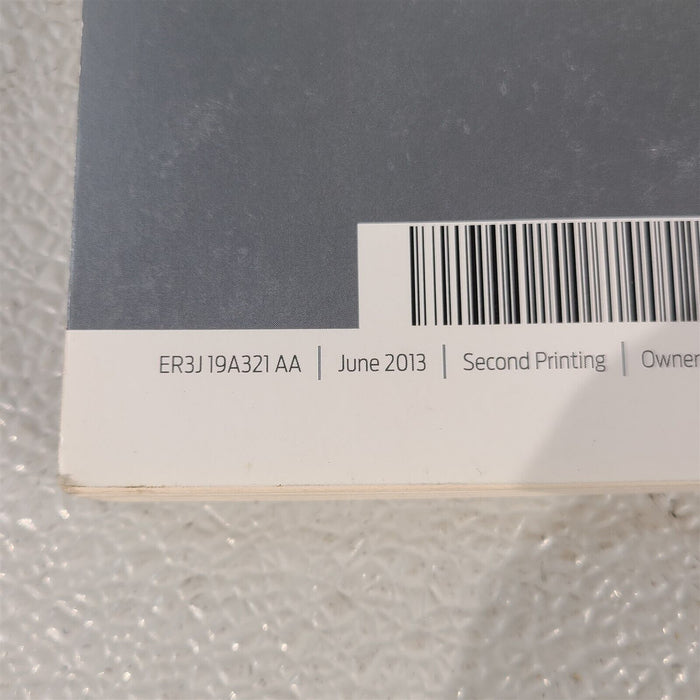 ER3J 19A321 AA | June 2013 | Second Printing | Owner